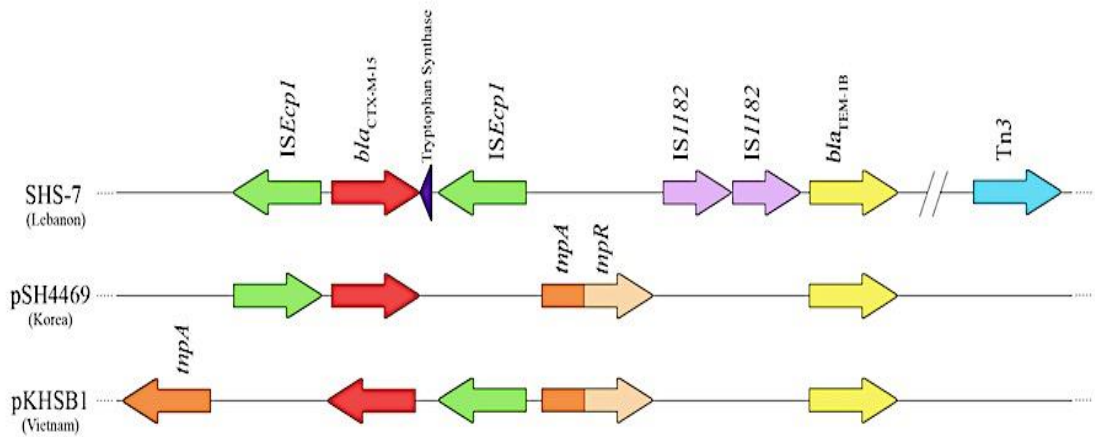 ISEcp1
blaCTX-M-15
Tryptophan Synthase
ISEcp1
IS1182
IS1182
blaTEM-1B
Tn3
SHS-7
(Lebanon)
tnpA
tnpR
pSH4469
(Korea)
tnpA
pKHSB1
(Vietnam)